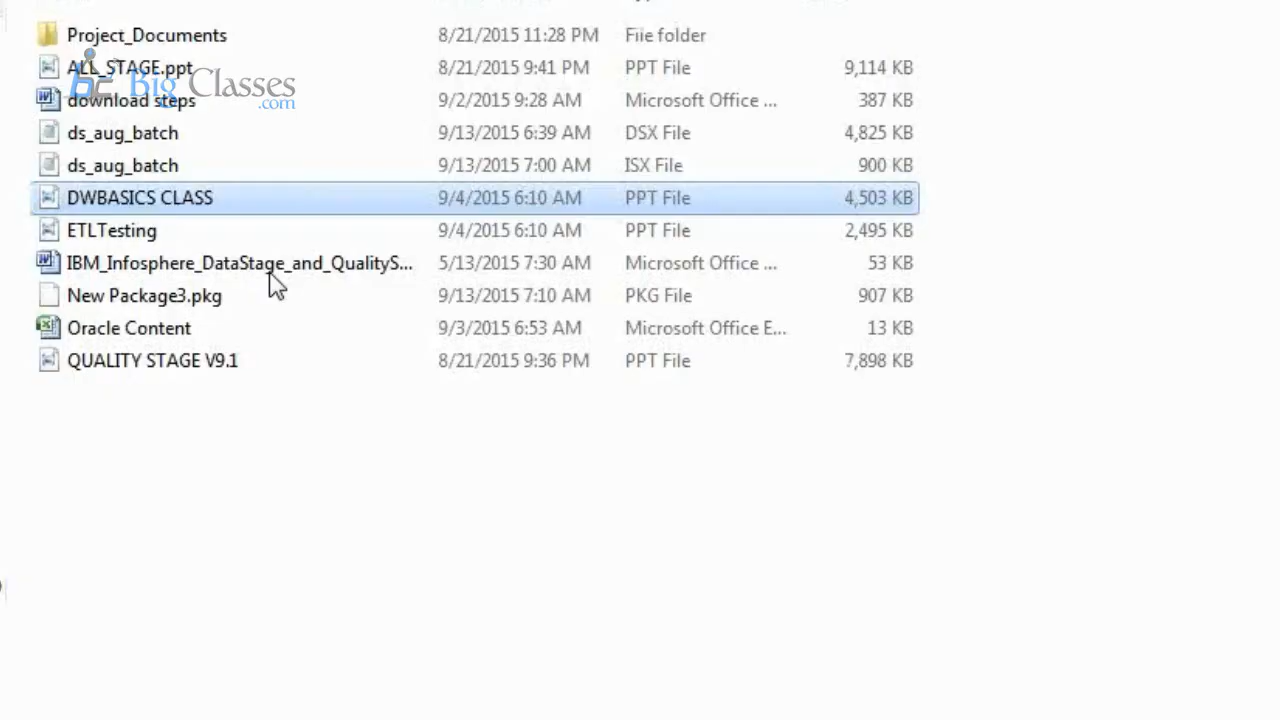 Project_Documents 8/21/2015 11:28 PM File folder
ALL_STAGE.ppt 8/21/2015 9:41 PM PPT File 9,114 KB
Big Classes
.com
download steps 9/2/2015 9:28 AM Microsoft Office ... 387 KB
ds_aug_batch 9/13/2015 6:39 AM DSX File 4,825 KB
ds_aug_batch 9/13/2015 7:00 AM ISX File 900 KB
DWBASICS CLASS 9/4/2015 6:10 AM PPT File 4,503 KB
ETLTesting 9/4/2015 6:10 AM PPT File 2,495 KB
IBM_Infosphere_DataStage_and_QualityS... 5/13/2015 7:30 AM Microsoft Office ... 53 KB
New Package3.pkg 9/13/2015 7:10 AM PKG File 907 KB
Oracle Content 9/3/2015 6:53 AM Microsoft Office E... 13 KB
QUALITY STAGE V9.1 8/21/2015 9:36 PM PPT File 7,898 KB